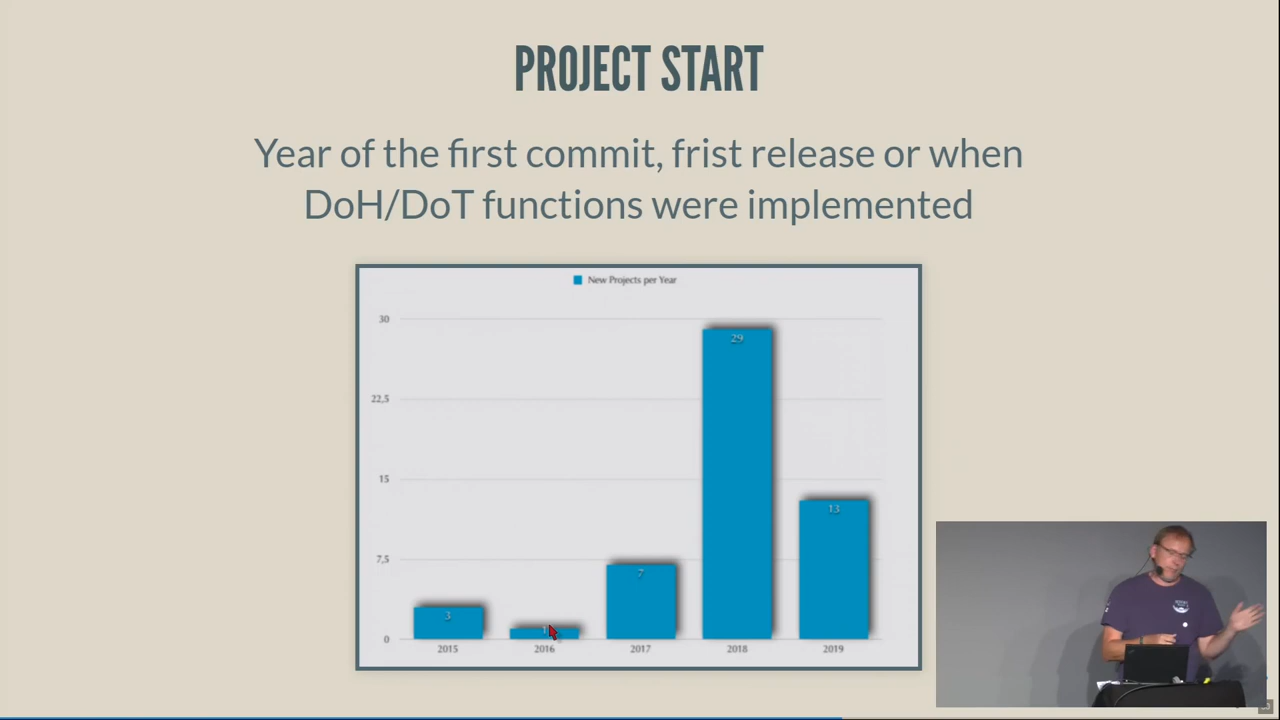 PROJECT START
Year of the first commit, frist release or when
DoH/DoT functions were implemented
New Projects per Year
30
29
22,5
15
13
7,5
7
3
1
0
2015 2016 2017 2018 2019